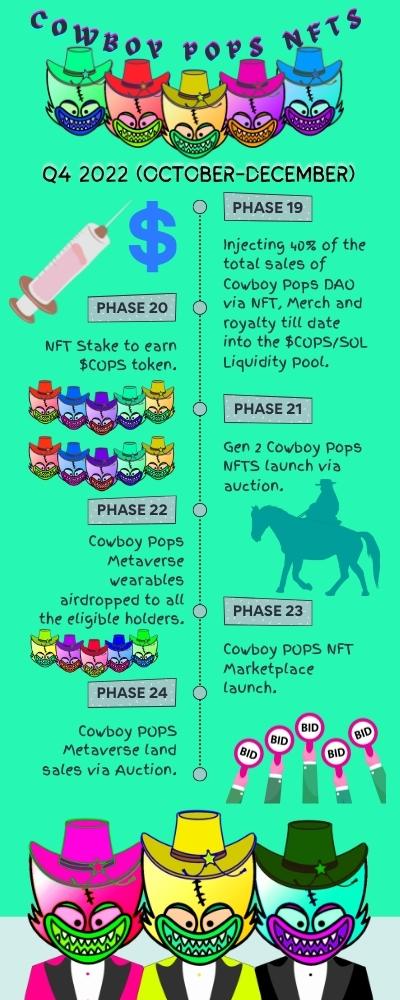 COWBOY POPS NFTS
Q4 2022 (OCTOBER-DECEMBER)
PHASE 19
Injecting 40% of the
total sales of
Cowboy Pops DAO
via NFT, Merch and
royalty till date
into the $COPS/SOL
Liquidity Pool.
PHASE 20
NFT Stake to earn
$COPS token.
PHASE 21
Gen 2 Cowboy Pops
NFTS launch via
auction.
PHASE 22
Cowboy Pops
Metaverse
wearables
airdropped to all
the eligible holders.
PHASE 23
Cowboy POPS NFT
Marketplace
launch.
PHASE 24
Cowboy POPS
Metaverse land
sales via Auction.
BID
BID
BID
BID
BID